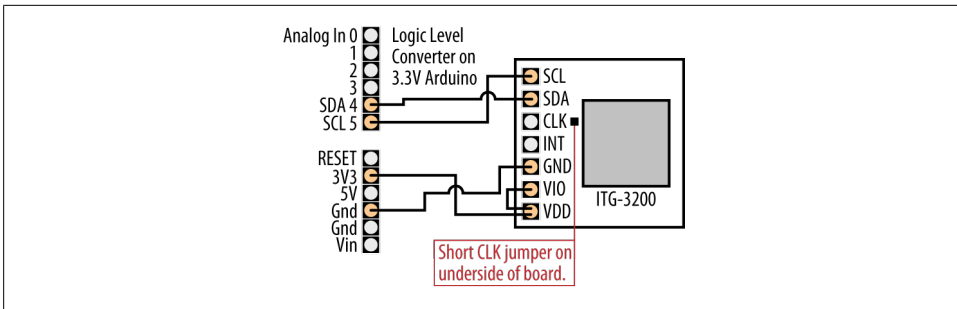 Analog In 0
1
2
3
SDA 4
SCL 5
RESET
3V3
5V
Gnd
Gnd
Vin
Logic Level
Converter on
3.3V Arduino
SCL
SDA
CLK
INT
GND
VIO
VDD
ITG-3200
Short CLK jumper on
underside of board.